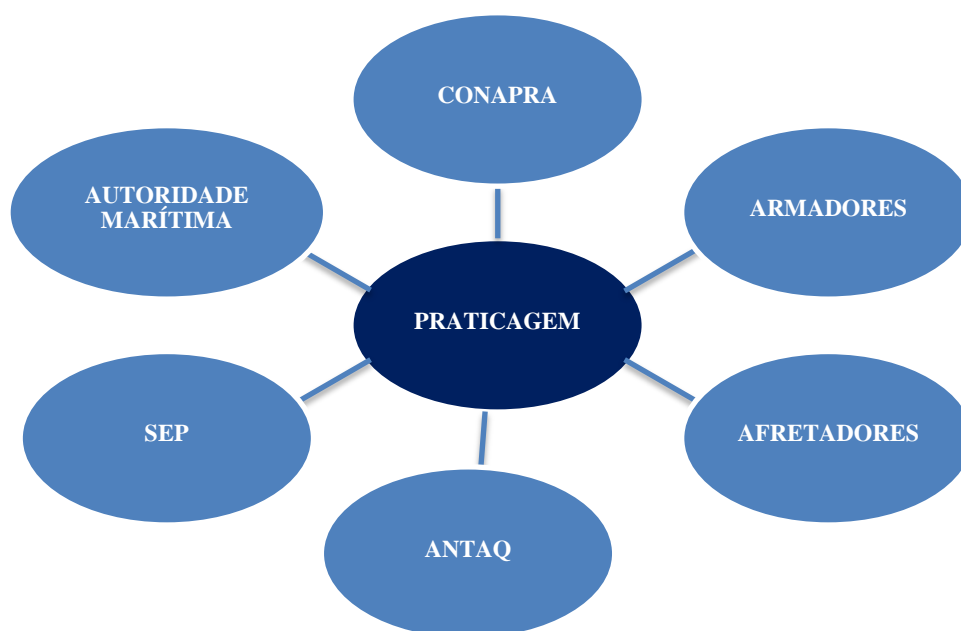 CONAPRA
AUTORIDADE
MARÍTIMA
ARMADORES
PRATICAGEM
SEP
AFRETADORES
ANTAQ